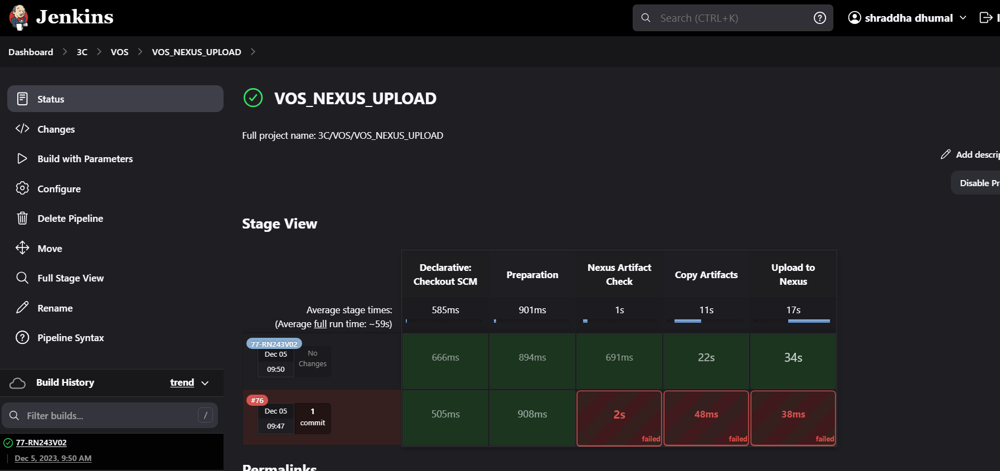 Jenkins
Search (CTRL+K)
shraddha dhumal
Dashboard
3C
VOS
VOS_NEXUS_UPLOAD
Status
Changes
Build with Parameters
Configure
Delete Pipeline
Move
Full Stage View
Rename
Pipeline Syntax
Build History
trend
Filter builds...
/
77-RN243V02
Dec 5, 2023, 9:50 AM
VOS_NEXUS_UPLOAD
Full project name: 3C/VOS/VOS_NEXUS_UPLOAD
Add descrip
Disable Pr
Stage View
Declarative: Checkout SCM
Preparation
Nexus Artifact Check
Copy Artifacts
Upload to Nexus
Average stage times:
(Average full run time: ~59s)
585ms
901ms
1s
11s
17s
77-RN243V02
Dec 05
09:50
No Changes
666ms
894ms
691ms
22s
34s
#76
Dec 05
09:47
1 commit
505ms
908ms
2s
failed
48ms
failed
38ms
failed
Permalinks